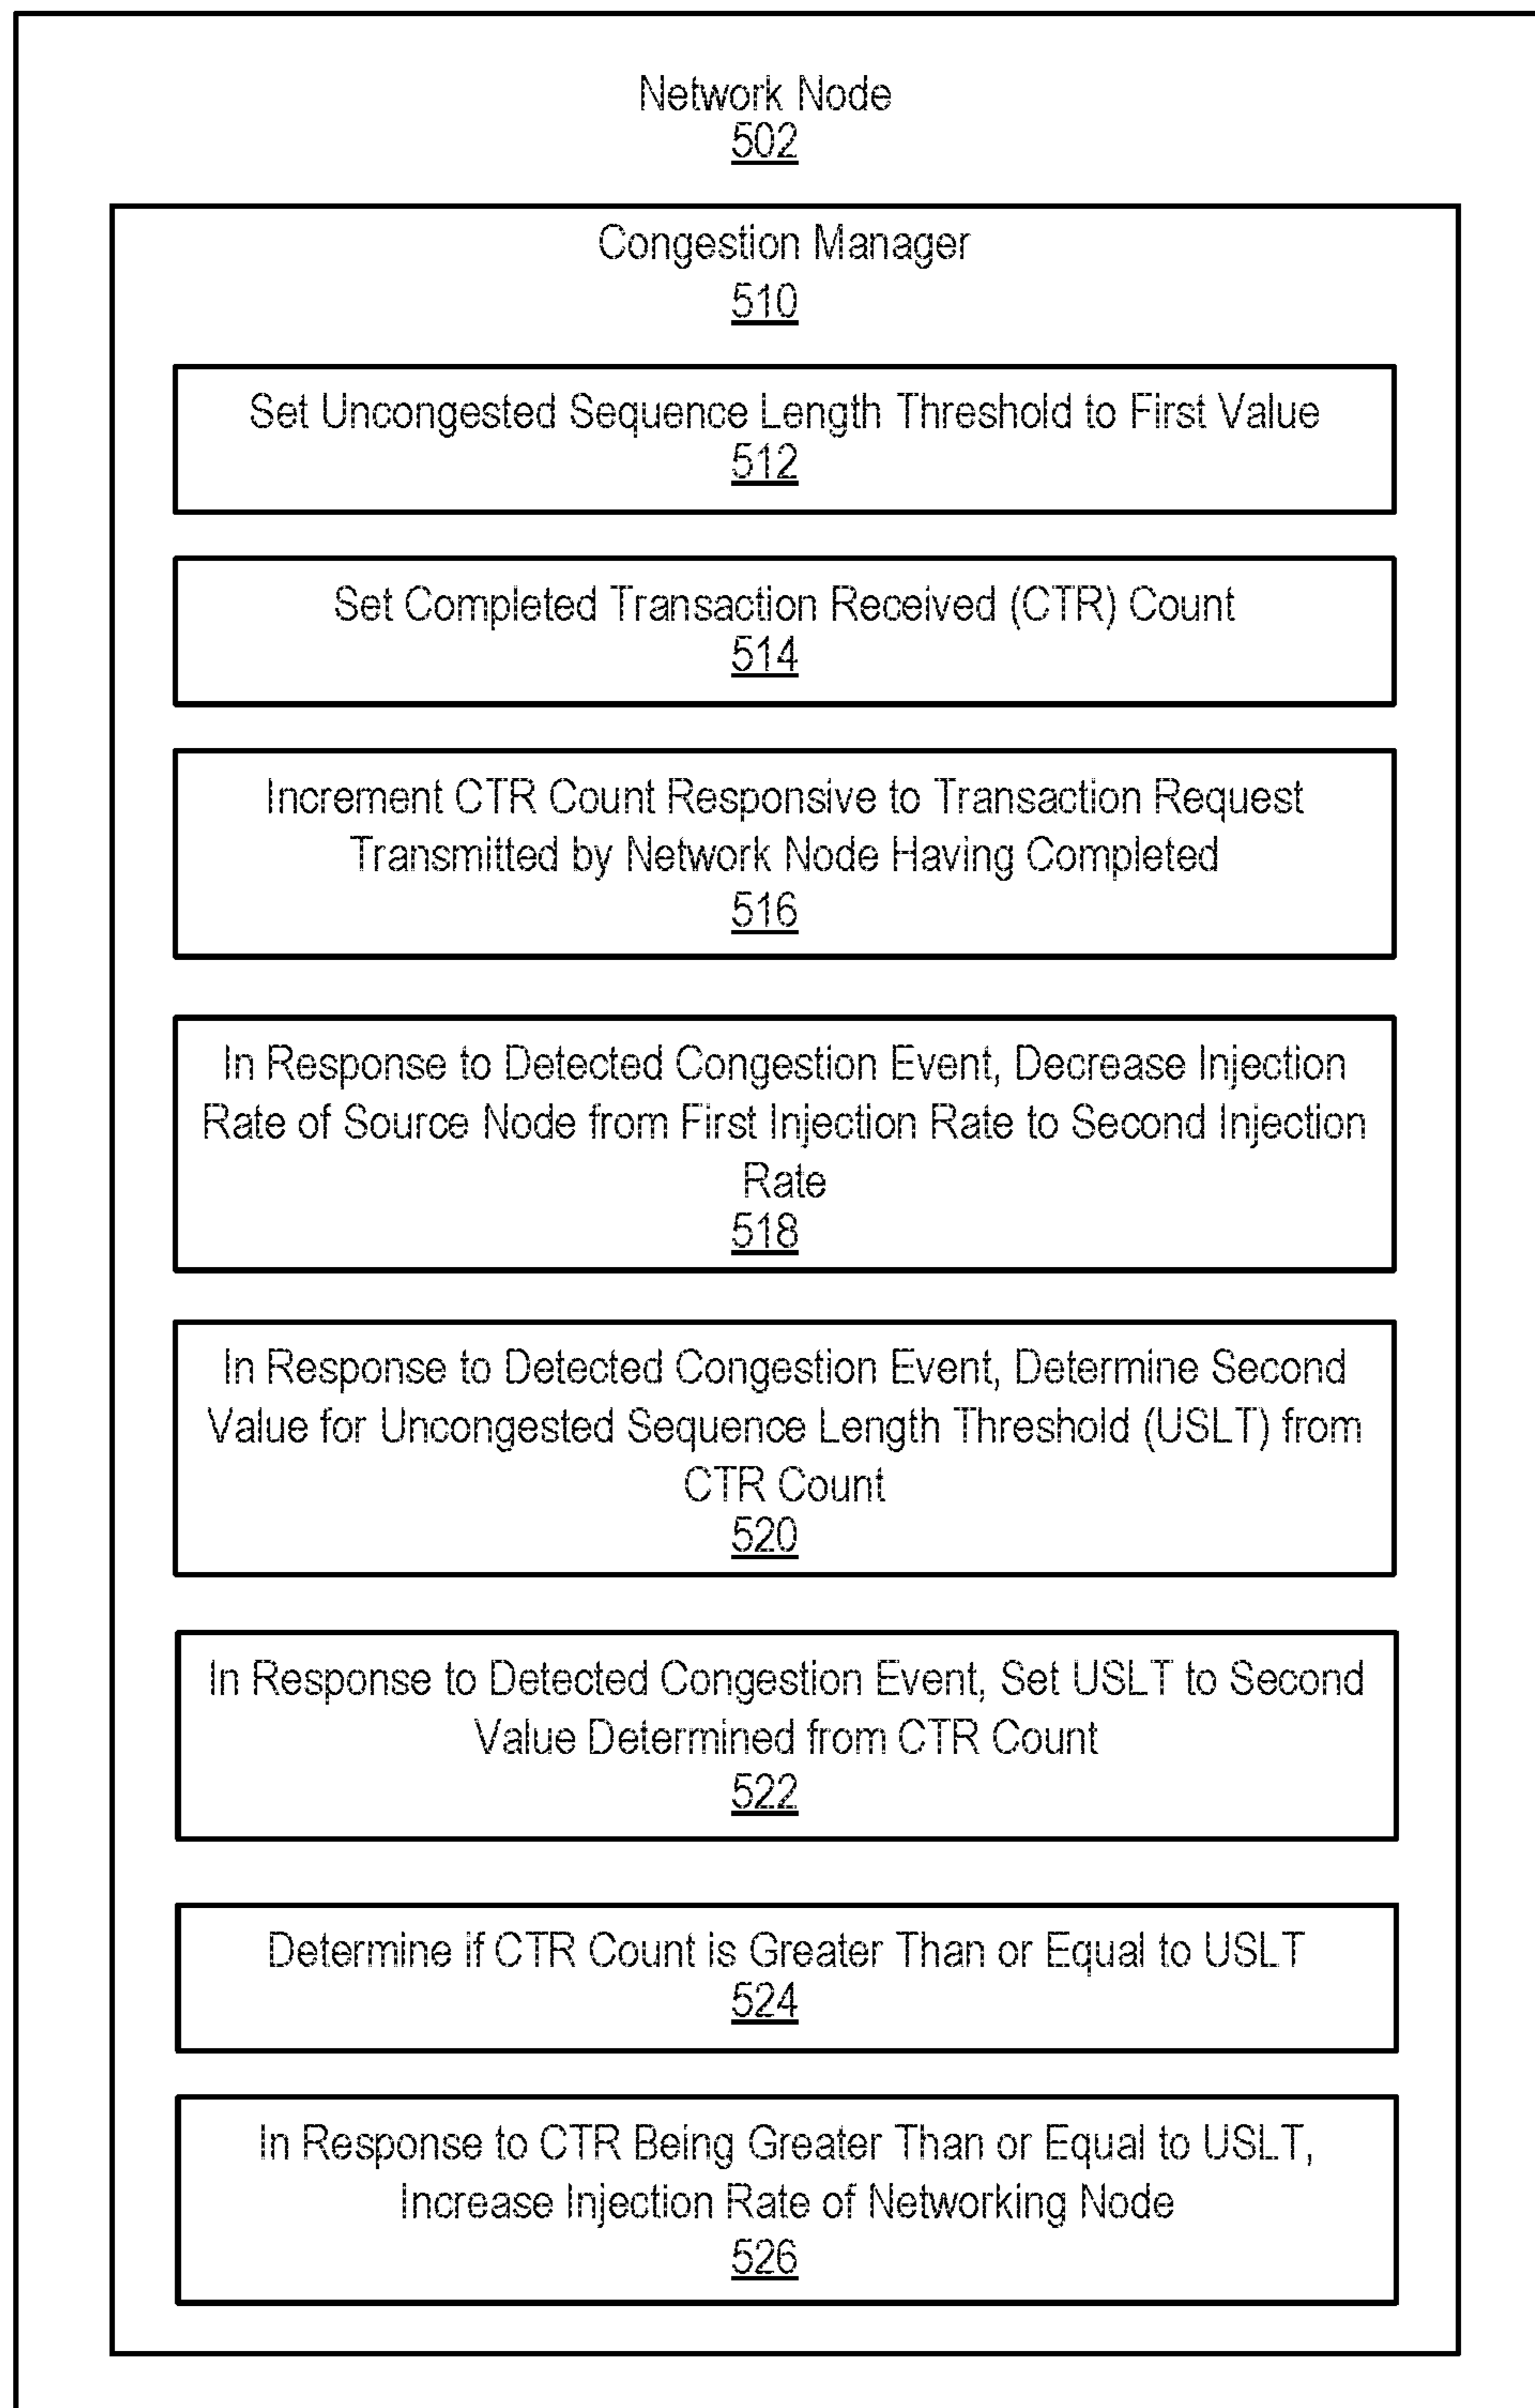 Network Node
502
Congestion Manager
510
Set Uncongested Sequence Length Threshold to First Value
512
Set Completed Transaction Received (CTR) Count
514
Increment CTR Count Responsive to Transaction Request
Transmitted by Network Node Having Completed
516
In Response to Detected Congestion Event, Decrease Injection
Rate of Source Node from First Injection Rate to Second Injection
Rate
518
In Response to Detected Congestion Event, Determine Second
Value for Uncongested Sequence Length Threshold (USLT) from
CTR Count
520
In Response to Detected Congestion Event, Set USLT to Second
Value Determined from CTR Count
522
Determine if CTR Count is Greater Than or Equal to USLT
524
In Response to CTR Being Greater Than or Equal to USLT,
Increase Injection Rate of Networking Node
526